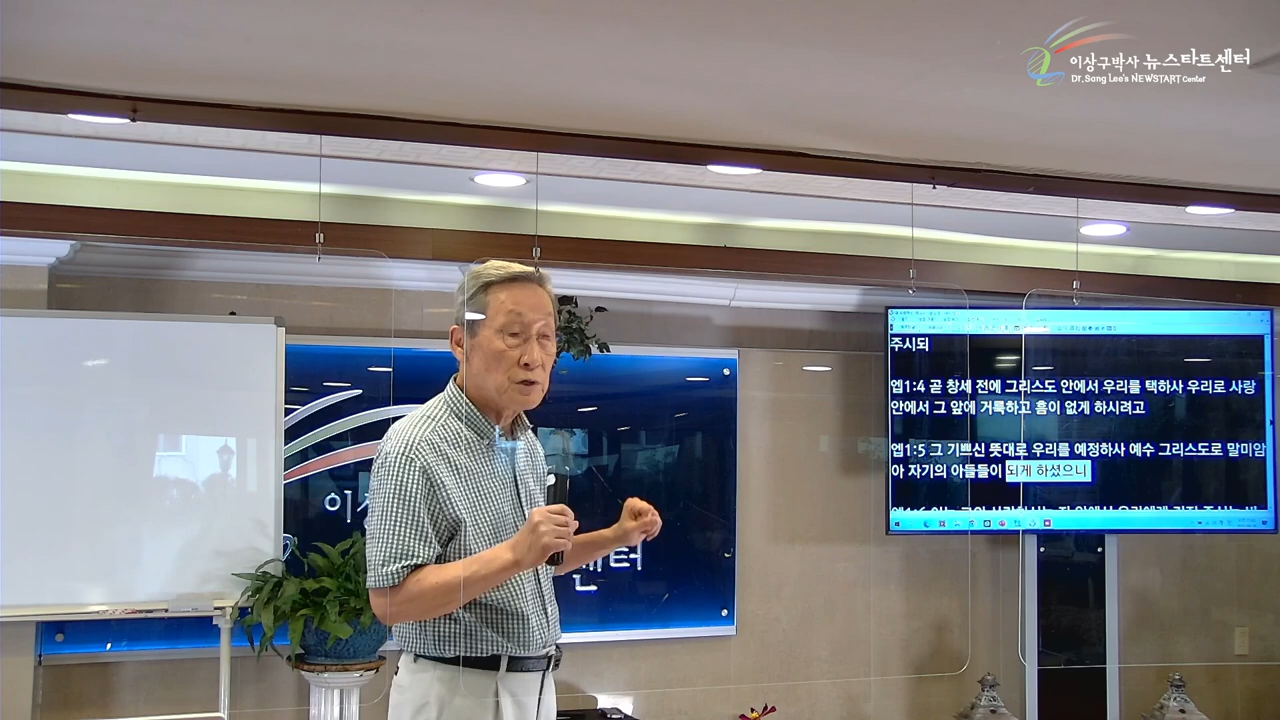 이상구박사 뉴스타트센터
Dr. Sang Lee's NEWSTART Center
주시되
엡1:4 곧 창세 전에 그리스도 안에서 우리를 택하사 우리로 사랑
안에서 그 앞에 거룩하고 흠이 없게 하시려고
엡1:5 그 기쁘신 뜻대로 우리를 예정하사 예수 그리스도로 말미암
아 자기의 아들들이 되게 하셨으니
이상
센터